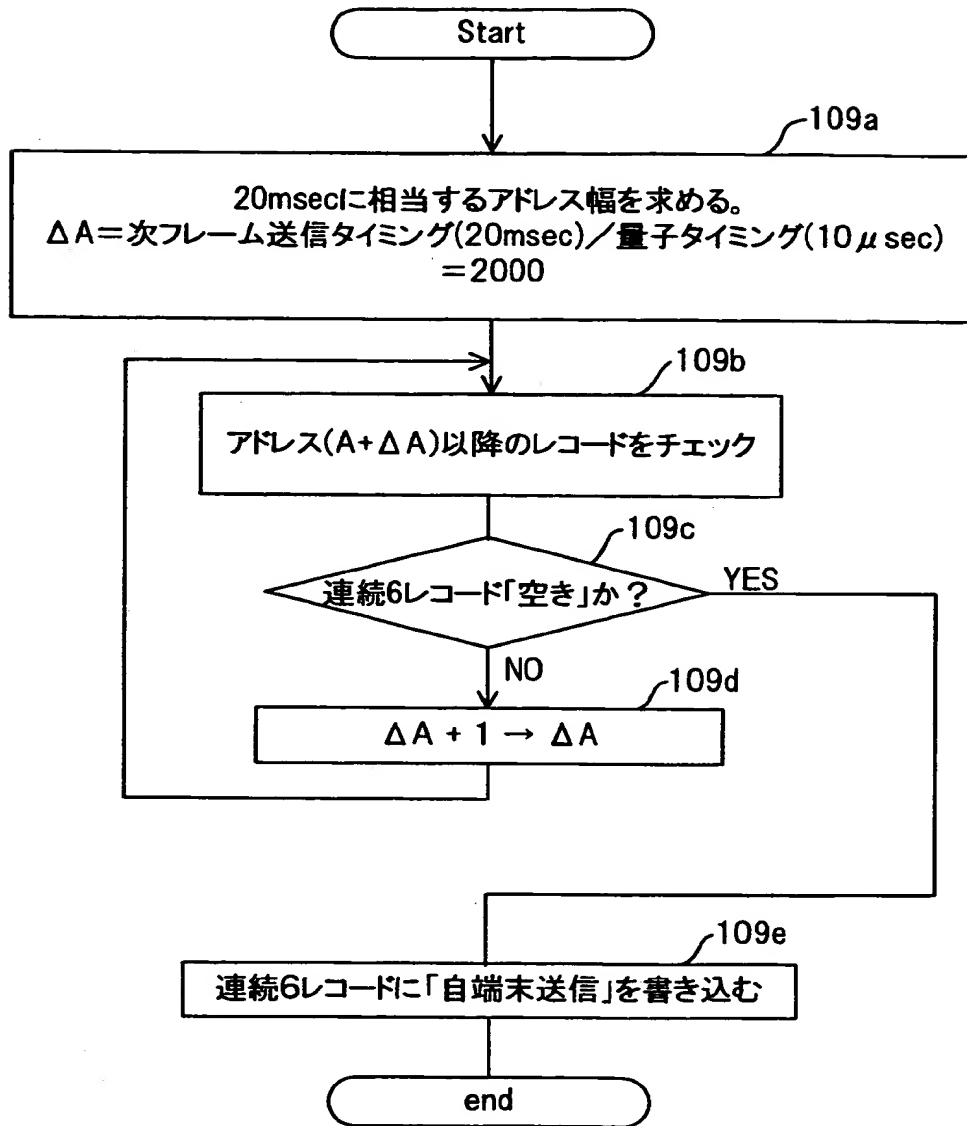 Start
109a
20msecに相当するアドレス幅を求める。
ΔA=次フレーム送信タイミング(20msec)/量子タイミング(10μsec)
=2000
109b
アドレス(A+ΔA)以降のレコードをチェック
109c
連続6レコード「空き」か?
YES
NO
109d
ΔA + 1 → ΔA
109e
連続6レコードに「自端末送信」を書き込む
end